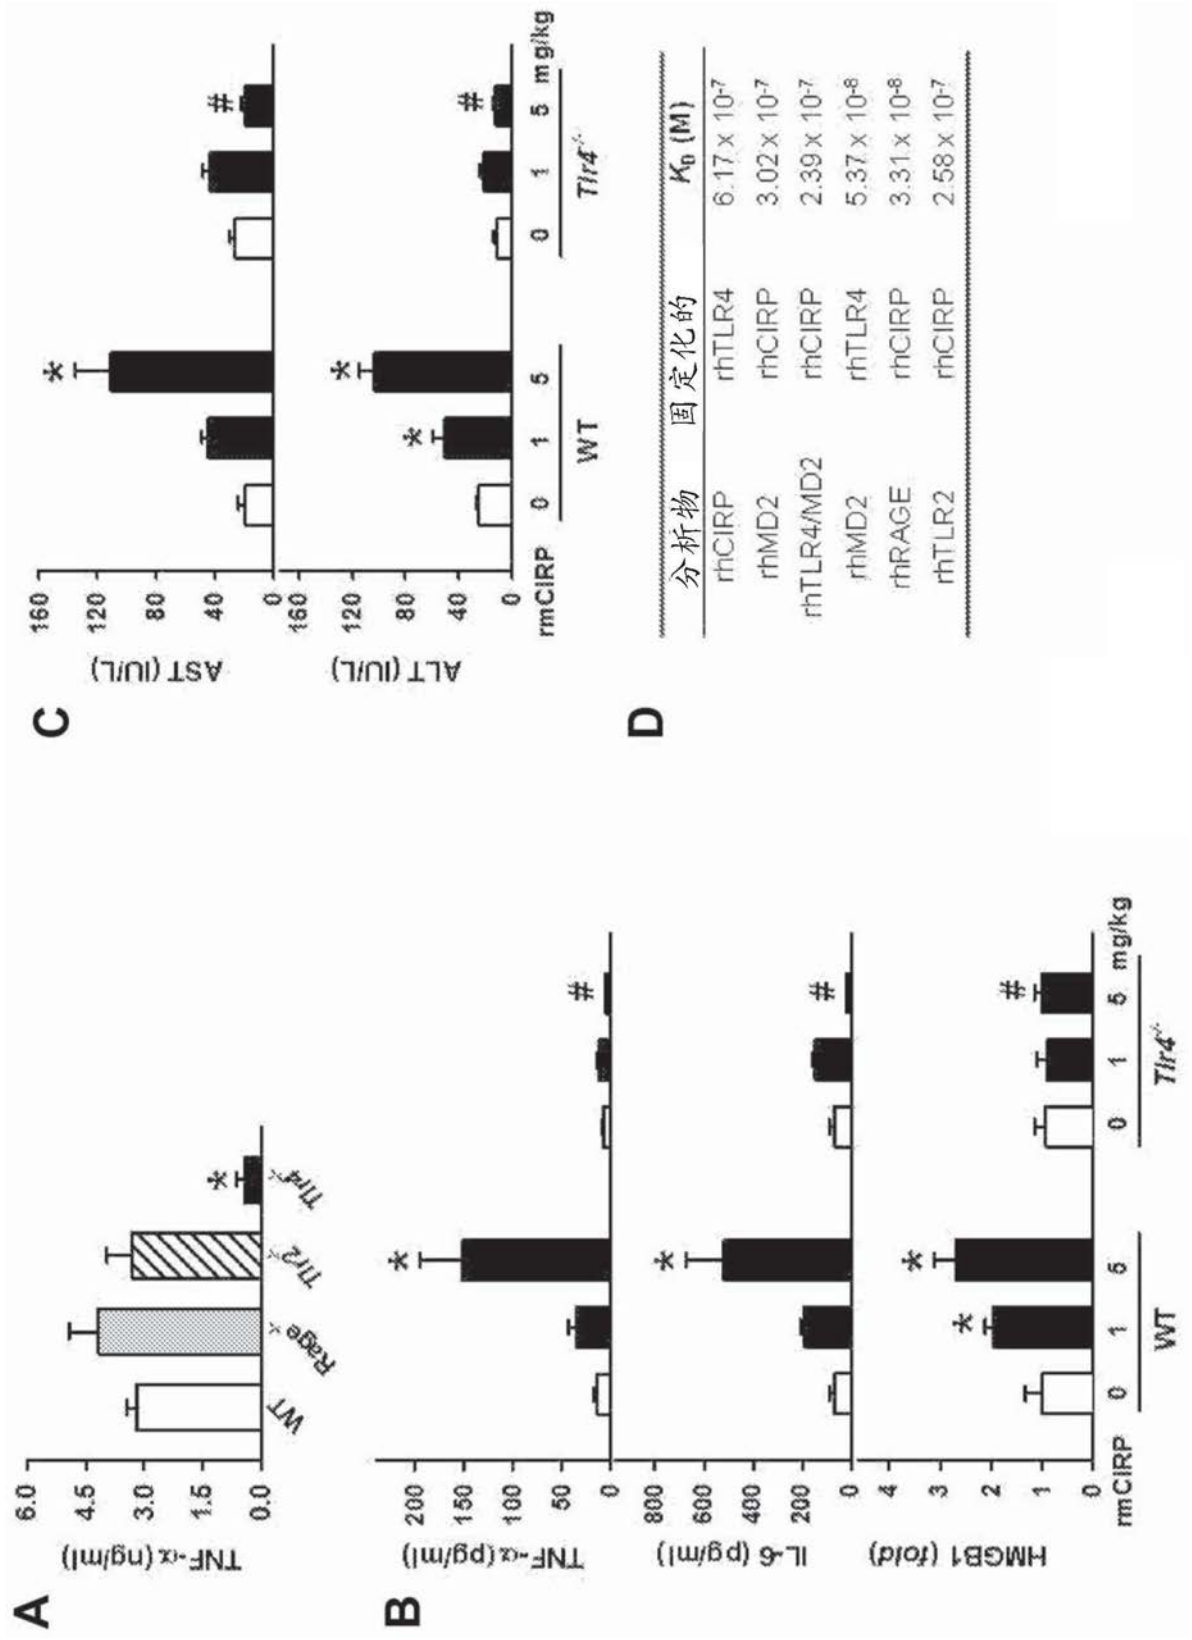 A
TNF-α (ng/ml)
6.0
4.5
3.0
1.5
0.0
WT
Rage⁻/⁻
Tlr2⁻/⁻
Tlr4⁻/⁻
*
B
TNF-α (pg/ml)
200
150
100
50
0
*
#
IL-6 (pg/ml)
800
600
400
200
0
*
#
HMGB1 (fold)
4
3
2
1
0
*
*
#
rmCIRP 0 1 5 0 1 5 mg/kg
WT Tlr4⁻/⁻
C
AST (IU/L)
160
120
80
40
0
*
#
ALT (IU/L)
160
120
80
40
0
*
*
#
rmCIRP 0 1 5 0 1 5 mg/kg
WT Tlr4⁻/⁻
D
分析物 固定化的 K_D (M)
rhCIRP rhTLR4 6.17 x 10⁻⁷
rhMD2 rhCIRP 3.02 x 10⁻⁷
rhTLR4/MD2 rhCIRP 2.39 x 10⁻⁷
rhMD2 rhTLR4 5.37 x 10⁻⁸
rhRAGE rhCIRP 3.31 x 10⁻⁸
rhTLR2 rhCIRP 2.58 x 10⁻⁷